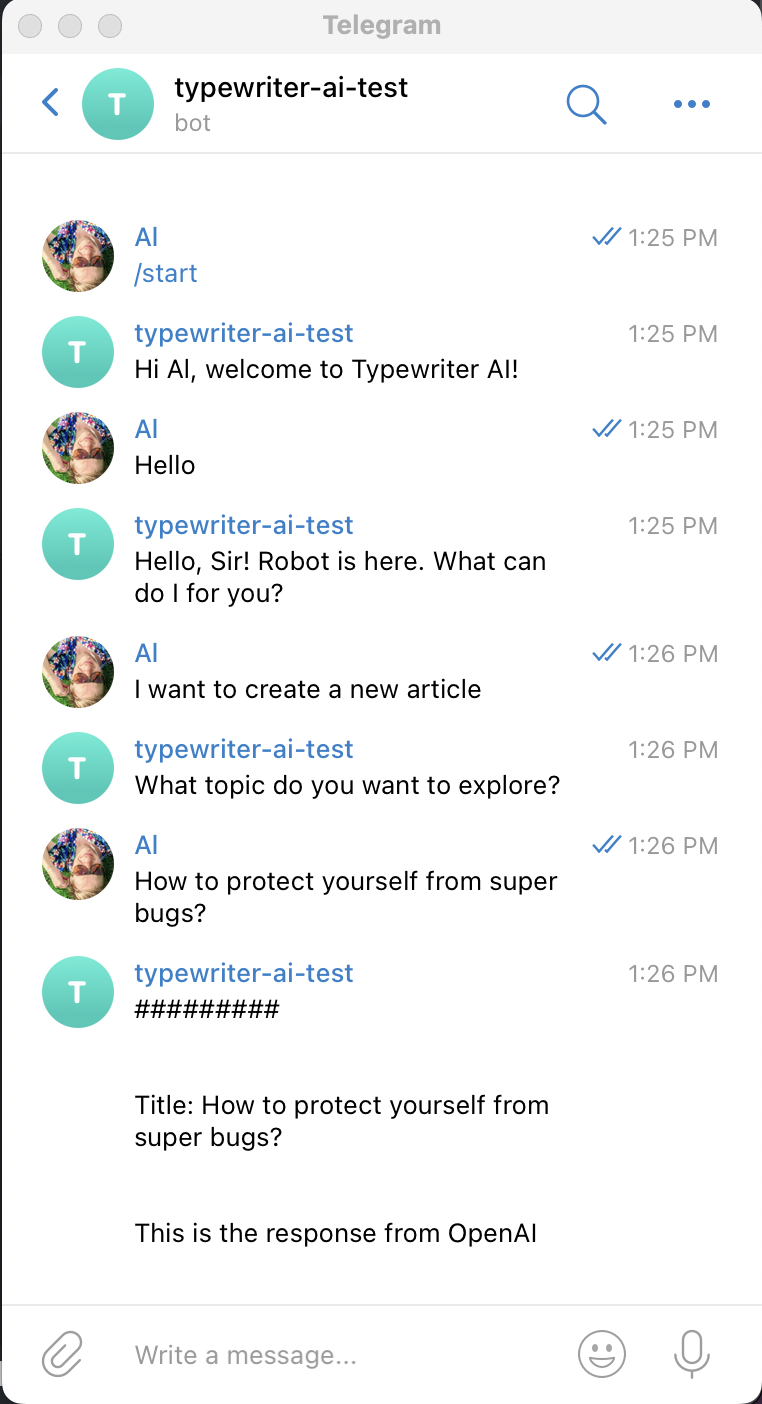 Telegram
T
typewriter-ai-test
bot
Al
1:25 PM
/start
T
typewriter-ai-test
1:25 PM
Hi Al, welcome to Typewriter AI!
Al
1:25 PM
Hello
T
typewriter-ai-test
1:25 PM
Hello, Sir! Robot is here. What can
do I for you?
Al
1:26 PM
I want to create a new article
T
typewriter-ai-test
1:26 PM
What topic do you want to explore?
Al
1:26 PM
How to protect yourself from super
bugs?
T
typewriter-ai-test
1:26 PM
#########
Title: How to protect yourself from
super bugs?
This is the response from OpenAI
Write a message...